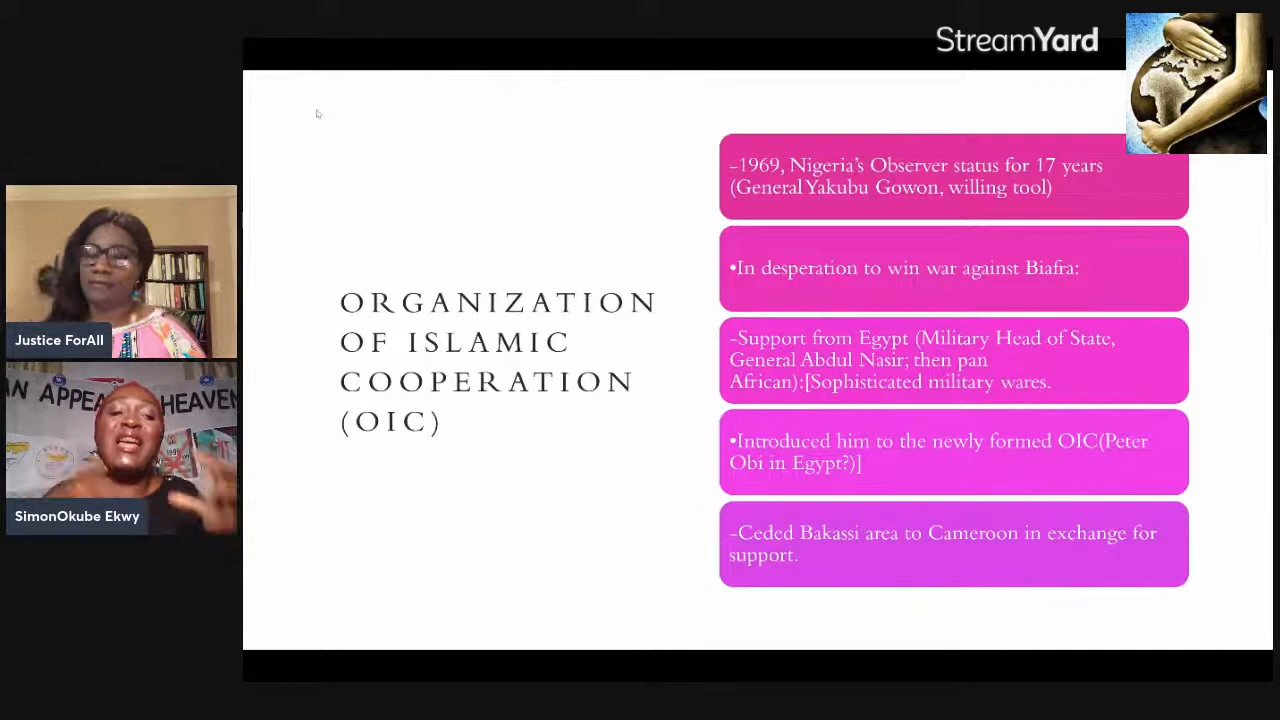 StreamYard
ORGANIZATION
OF ISLAMIC
COOPERATION
(OIC)
-1969, Nigeria's Observer status for 17 years
(General Yakubu Gowon, willing tool)
•In desperation to win war against Biafra:
-Support from Egypt (Military Head of State,
General Abdul Nasir; then pan
African):[Sophisticated military wares.
•Introduced him to the newly formed OIC(Peter
Obi in Egypt?)]
-Ceded Bakassi area to Cameroon in exchange for
support.
Justice ForAll
AN APPEA HEAVEN
SimonOkube Ekwy